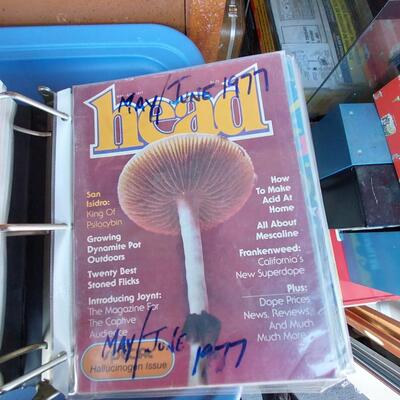 MAY/JUNE 1977
head
San
Isidro:
King Of
Psilocybin
Growing
Dynamite Pot
Outdoors
Twenty Best
Stoned Flicks
Introducing Joynt:
The Magazine For
The Captive
Audience
How
To Make
Acid At
Home
All About
Mescaline
Frankenweed:
California's
New Superdope
Plus:
Dope Prices
News, Reviews
And Much
Much More
MAY/JUNE 1977
Hallucinogen Issue